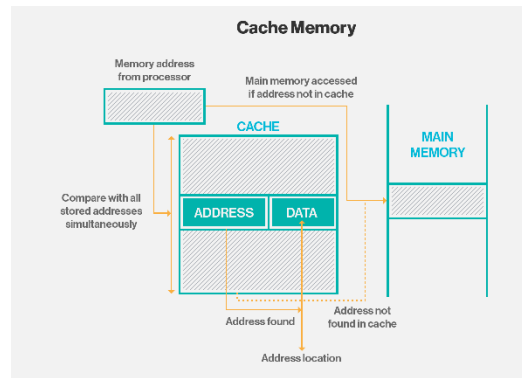 Cache Memory
Memory address
from processor
Main memory accessed
if address not in cache
CACHE
MAIN
MEMORY
Compare with all
stored addresses
simultaneously
ADDRESS
DATA
Address found
Address not
found in cache
Address location